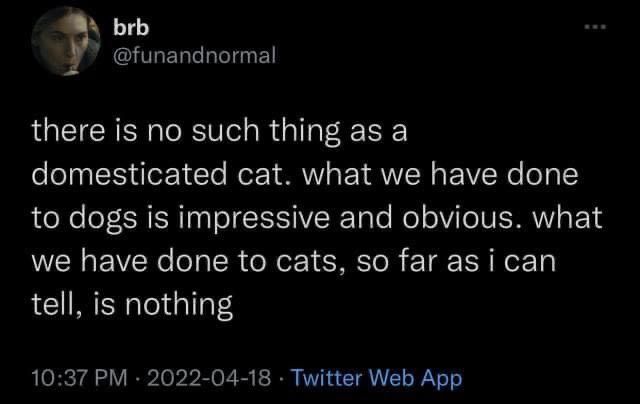 brb
@funandnormal
there is no such thing as a
domesticated cat. what we have done
to dogs is impressive and obvious. what
we have done to cats, so far as i can
tell, is nothing
10:37 PM · 2022-04-18 · Twitter Web App